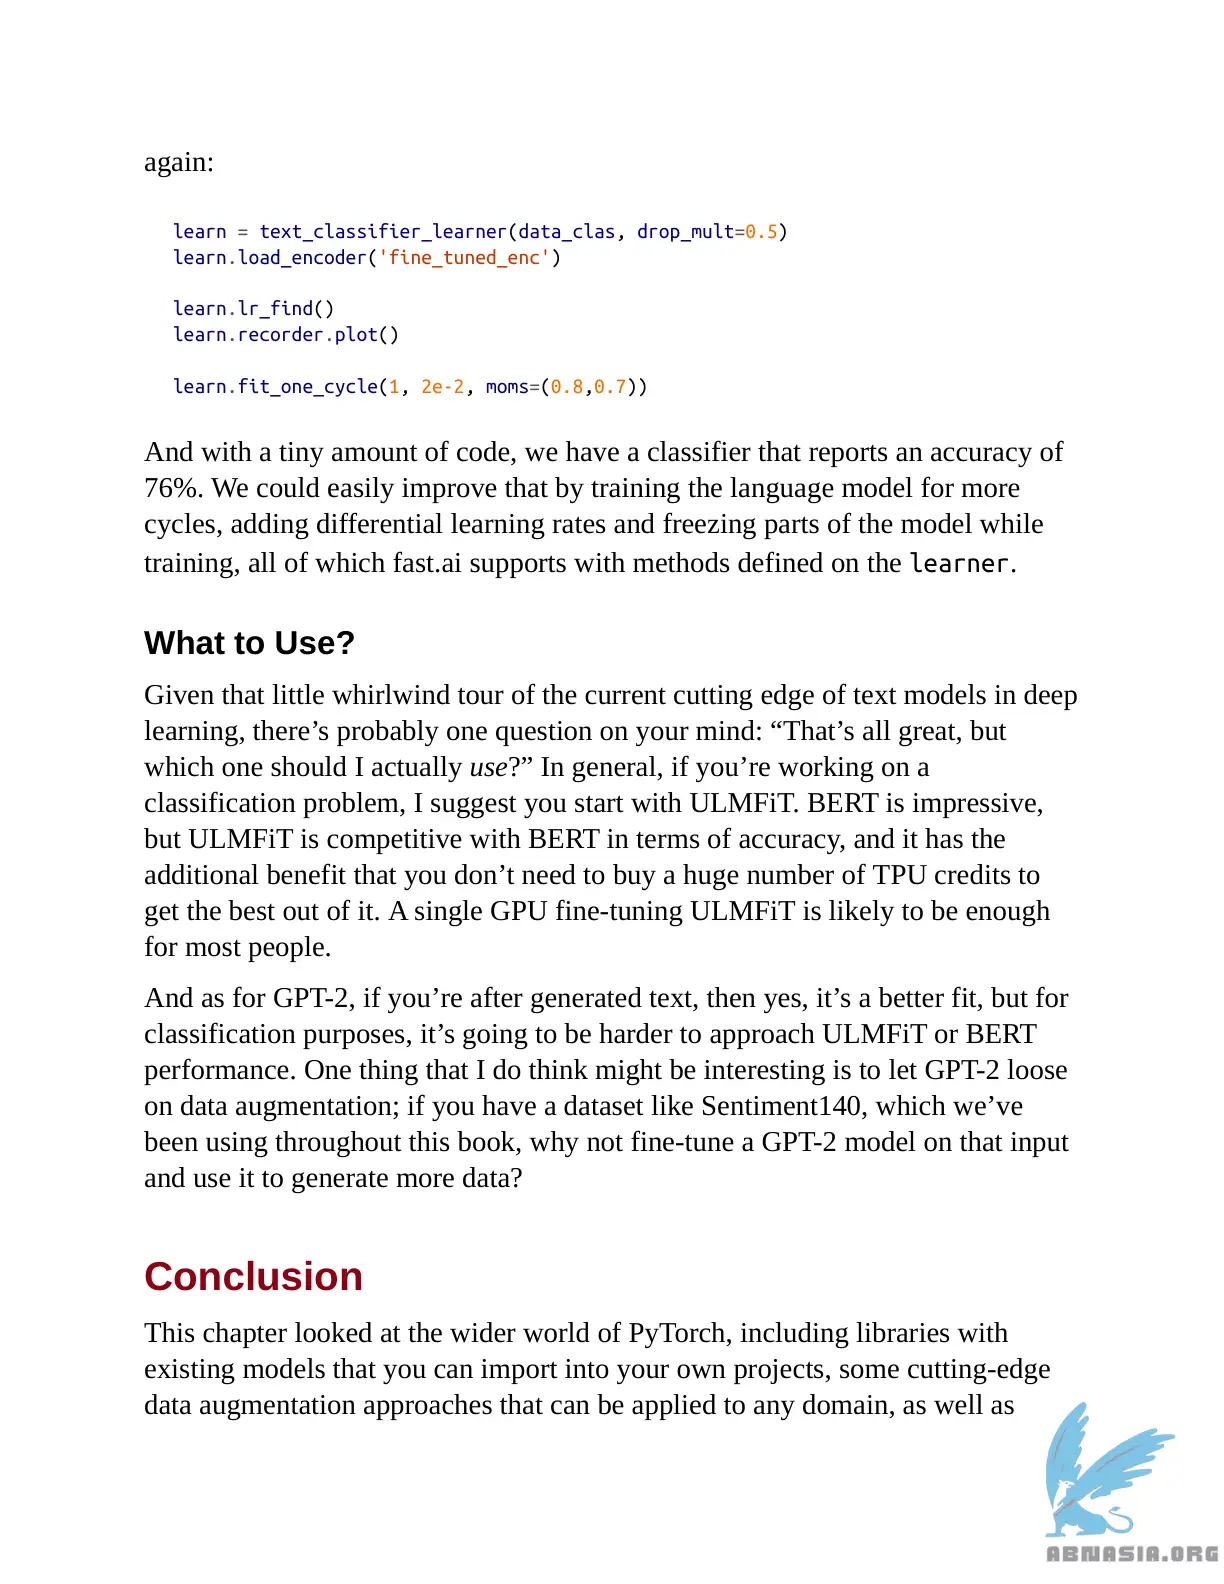 again:
learn = text_classifier_learner(data_clas, drop_mult=0.5)
learn.load_encoder('fine_tuned_enc')
learn.lr_find()
learn.recorder.plot()
learn.fit_one_cycle(1, 2e-2, moms=(0.8,0.7))
And with a tiny amount of code, we have a classifier that reports an accuracy of
76%. We could easily improve that by training the language model for more
cycles, adding differential learning rates and freezing parts of the model while
training, all of which fast.ai supports with methods defined on the learner.
What to Use?
Given that little whirlwind tour of the current cutting edge of text models in deep
learning, there’s probably one question on your mind: “That’s all great, but
which one should I actually use?” In general, if you’re working on a
classification problem, I suggest you start with ULMFiT. BERT is impressive,
but ULMFiT is competitive with BERT in terms of accuracy, and it has the
additional benefit that you don’t need to buy a huge number of TPU credits to
get the best out of it. A single GPU fine-tuning ULMFiT is likely to be enough
for most people.
And as for GPT-2, if you’re after generated text, then yes, it’s a better fit, but for
classification purposes, it’s going to be harder to approach ULMFiT or BERT
performance. One thing that I do think might be interesting is to let GPT-2 loose
on data augmentation; if you have a dataset like Sentiment140, which we’ve
been using throughout this book, why not fine-tune a GPT-2 model on that input
and use it to generate more data?
Conclusion
This chapter looked at the wider world of PyTorch, including libraries with
existing models that you can import into your own projects, some cutting-edge
data augmentation approaches that can be applied to any domain, as well as
ABNASIA.ORG